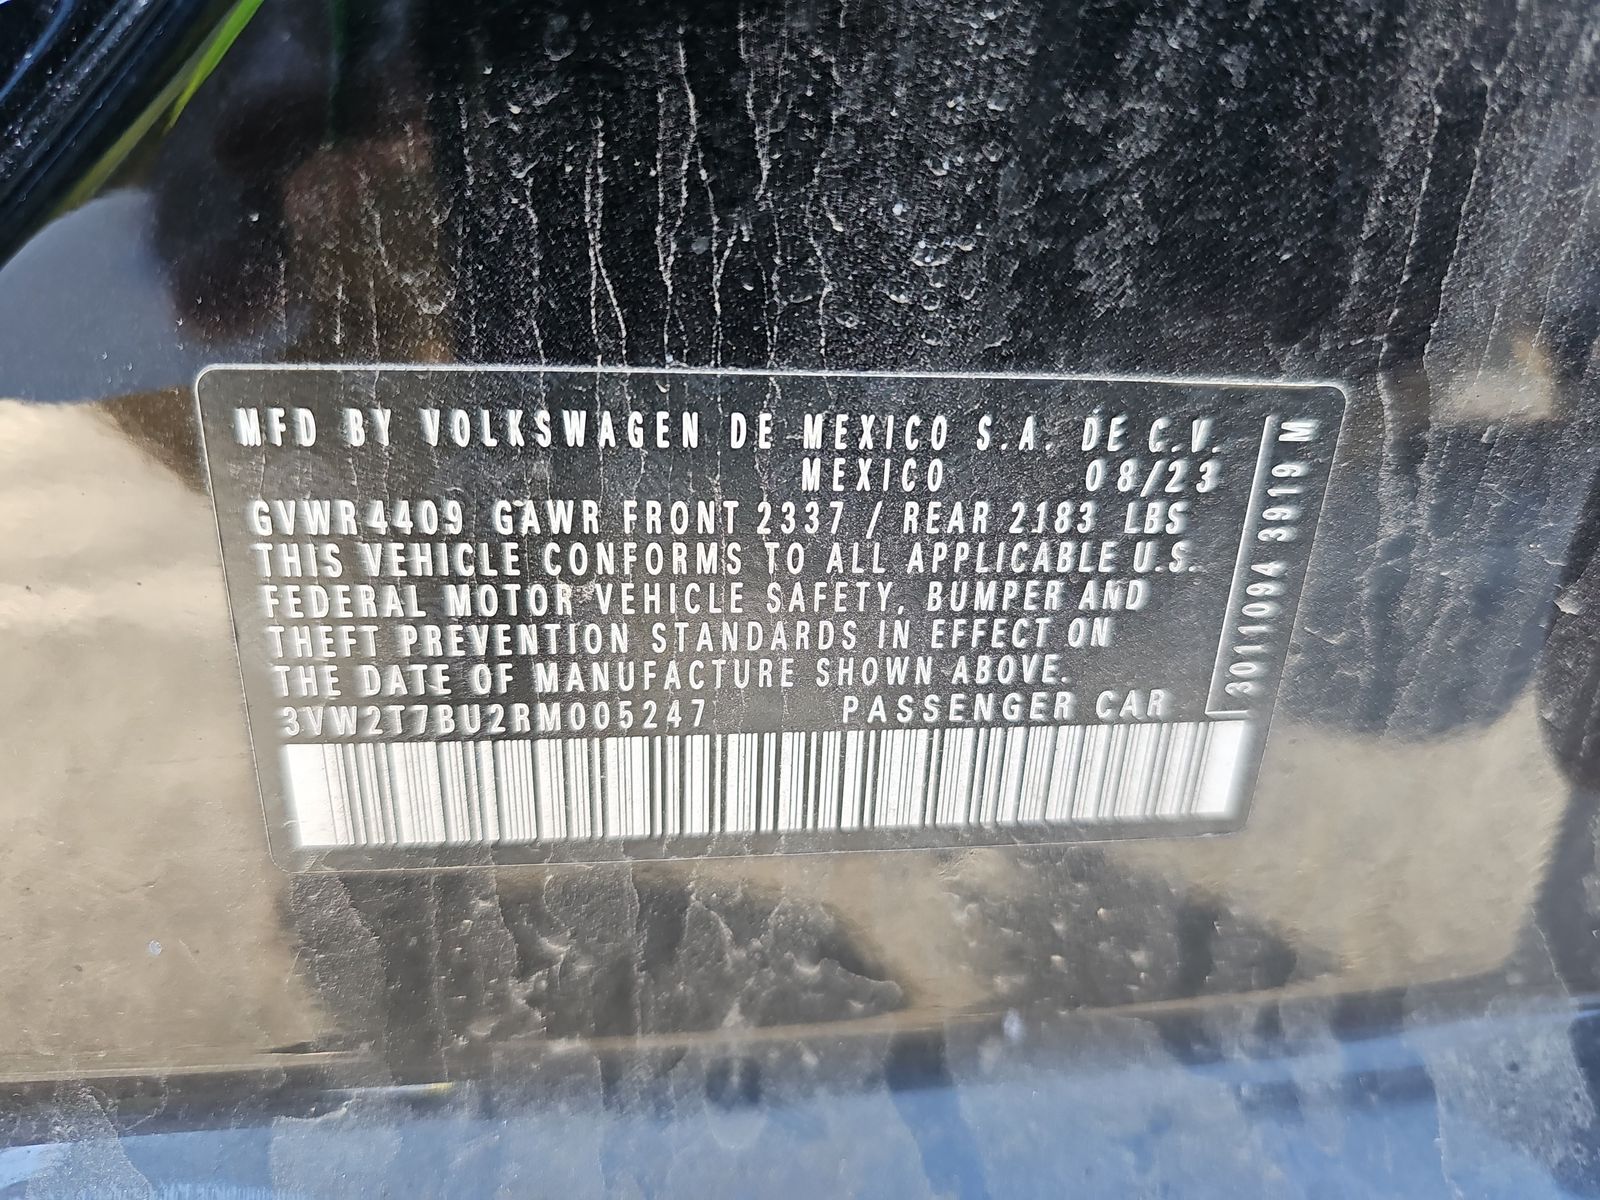 MFD BY VOLKSWAGEN DE MEXICO S.A. DE C.V.
MEXICO 08/23
GVWR 4409 GAWR FRONT 2337 / REAR 2183 LBS
THIS VEHICLE CONFORMS TO ALL APPLICABLE U.S.
FEDERAL MOTOR VEHICLE SAFETY, BUMPER AND
THEFT PREVENTION STANDARDS IN EFFECT ON
THE DATE OF MANUFACTURE SHOWN ABOVE.
3VW2T7BU2RM005247 PASSENGER CAR
3011094 3919 M